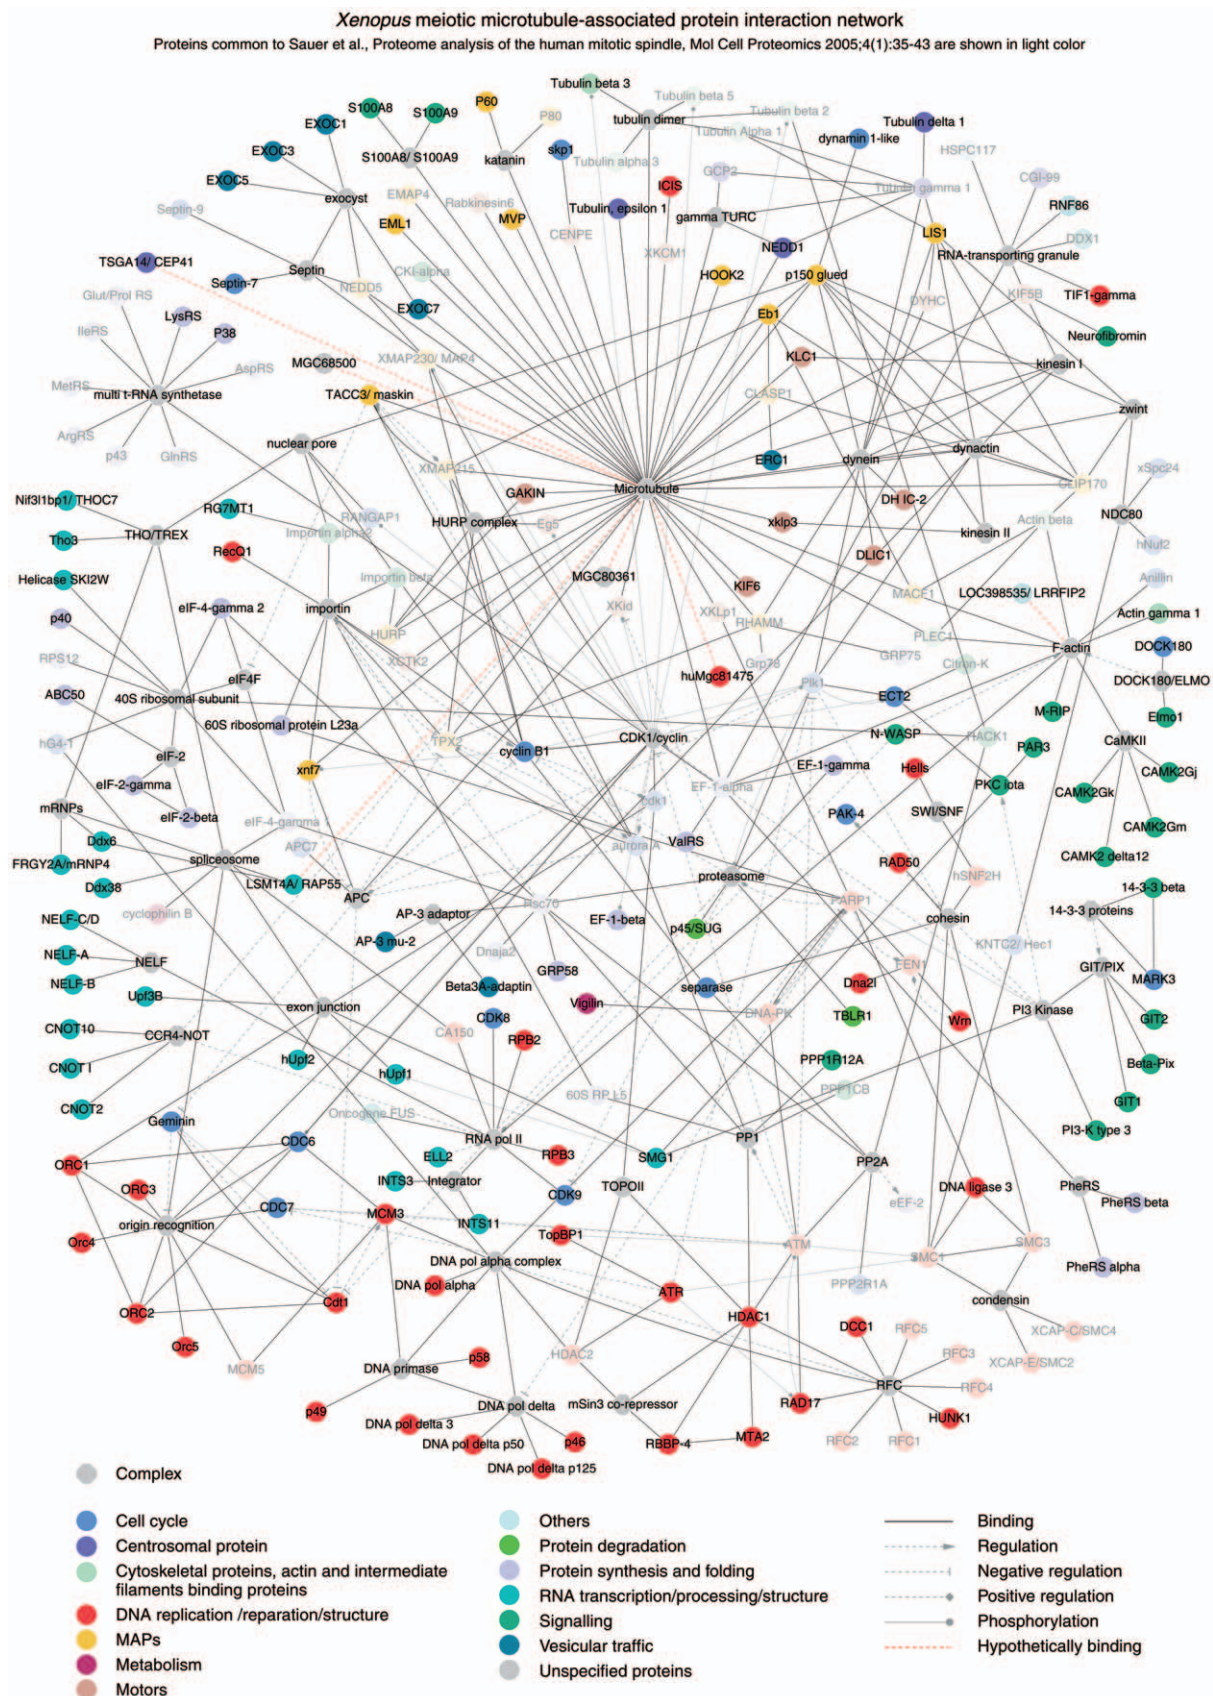 Xenopus meiotic microtubule-associated protein interaction network
Proteins common to Sauer et al., Proteome analysis of the human mitotic spindle, Mol Cell Proteomics 2005;4(1):35-43 are shown in light color
Tubulin beta 3
Tubulin beta 5
Tubulin beta 2
S100A8
S100A9
P60
P80
tubulin dimer
Tubulin Alpha 1
Tubulin delta 1
EXOC1
EXOC3
EXOC5
S100A8/ S100A9
katanin
skp1
Tubulin alpha 3
dynamin 1-like
HSPC117
GCP2
CGI-99
exocyst
EMAP4
Rabkinesin6
ICIS
Tubulin gamma 1
RNF86
Septin-9
EML1
MVP
Tubulin, epsilon 1
gamma TURC
LIS1
DDX1
CENPE
XKCM1
NEDD1
RNA-transporting granule
TSGA14/ CEP41
Septin
CKI-alpha
HOOK2
p150 glued
Septin-7
NEDD5
DYHC
KIF5B
TIF1-gamma
Glut/Prol RS
EXOC7
Eb1
LysRS
P38
Neurofibromin
IleRS
MGC68500
XMAP230/ MAP4
KLC1
kinesin I
AspRS
MetRS
multi t-RNA synthetase
TACC3/ maskin
CLASP1
zwint
ArgRS
p43
GlnRS
nuclear pore
ERC1
dynein
dynactin
XMAP215
Microtubule
CLIP170
xSpc24
Nif3l1bp1/ THOC7
RG7MT1
GAKIN
DH IC-2
RANGAP1
HURP complex
Eg5
xklp3
kinesin II
Actin beta
NDC80
Tho3
THO/TREX
Importin alpha2
RecQ1
DLIC1
hNuf2
Helicase SKI2W
Importin beta
MGC80361
KIF6
MACF1
LOC398535/ LRRFIP2
Anillin
p40
eIF-4-gamma 2
importin
XKid
XKLp1
RHAMM
Actin gamma 1
HURP
PLEC1
F-actin
DOCK180
RPS12
XCTK2
Grp78
GRP75
Citron-K
eIF4F
huMgc81475
Plk1
DOCK180/ELMO
ABC50
40S ribosomal subunit
ECT2
M-RIP
Elmo1
60S ribosomal protein L23a
CDK1/cyclin
N-WASP
hG4-1
TPX2
cyclin B1
HACK1
PAR3
CaMKII
eIF-2
xnf7
EF-1-gamma
Hells
CAMK2Gj
eIF-2-gamma
EF-1-alpha
PKC iota
CAMK2Gk
mRNPs
eIF-2-beta
cdk1
SWI/SNF
eIF-4-gamma
PAK-4
CAMK2Gm
Ddx6
APC7
aurora A
ValRS
FRGY2A/mRNP4
spliceosome
RAD50
CAMK2 delta12
Ddx38
LSM14A/ RAP55
proteasome
hSNF2H
14-3-3 beta
APC
AP-3 adaptor
Hsc70
PARP1
NELF-C/D
cyclophilin B
EF-1-beta
p45/SUG
cohesin
14-3-3 proteins
NELF-A
NELF
AP-3 mu-2
Dnaja2
KNTC2/ Hec1
GIT/PIX
NELF-B
GRP58
FEN1
MARK3
Upf3B
exon junction
Beta3A-adaptin
Vigilin
separase
Dna2l
DNA-PK
TBLR1
Wrn
PI3 Kinase
GIT2
CNOT10
CCR4-NOT
CA150
CDK8
RPB2
CNOT I
hUpf2
hUpf1
PPP1R12A
Beta-Pix
CNOT2
60S RP L5
PPP1CB
GIT1
Geminin
Oncogene FUS
RNA pol II
PP1
PI3-K type 3
CDC6
ELL2
RPB3
SMG1
PP2A
ORC1
INTS3
Integrator
TOPOII
DNA ligase 3
PheRS
ORC3
CDK9
eEF-2
PheRS beta
origin recognition
CDC7
MCM3
INTS11
TopBP1
ATM
SMC1
SMC3
Orc4
DNA pol alpha complex
PheRS alpha
DNA pol alpha
ATR
PPP2R1A
ORC2
Cdt1
condensin
HDAC1
DCC1
RFC5
XCAP-C/SMC4
Orc5
MCM5
HDAC2
RFC3
XCAP-E/SMC2
DNA primase
p58
RFC
RFC4
p49
DNA pol delta
mSin3 co-repressor
RAD17
HUNK1
DNA pol delta 3
p46
RBBP-4
MTA2
RFC2
RFC1
DNA pol delta p50
DNA pol delta p125
Complex
Cell cycle
Centrosomal protein
Cytoskeletal proteins, actin and intermediate
filaments binding proteins
DNA replication /reparation/structure
MAPs
Metabolism
Motors
Others
Protein degradation
Protein synthesis and folding
RNA transcription/processing/structure
Signalling
Vesicular traffic
Unspecified proteins
Binding
Regulation
Negative regulation
Positive regulation
Phosphorylation
Hypothetically binding